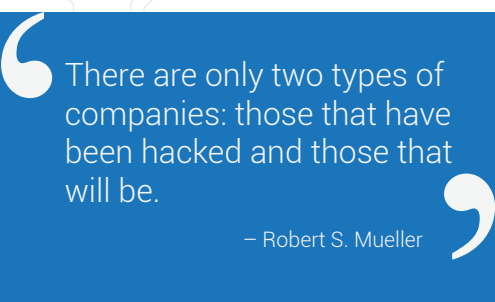 There are only two types of
companies: those that have
been hacked and those that
will be.
– Robert S. Mueller